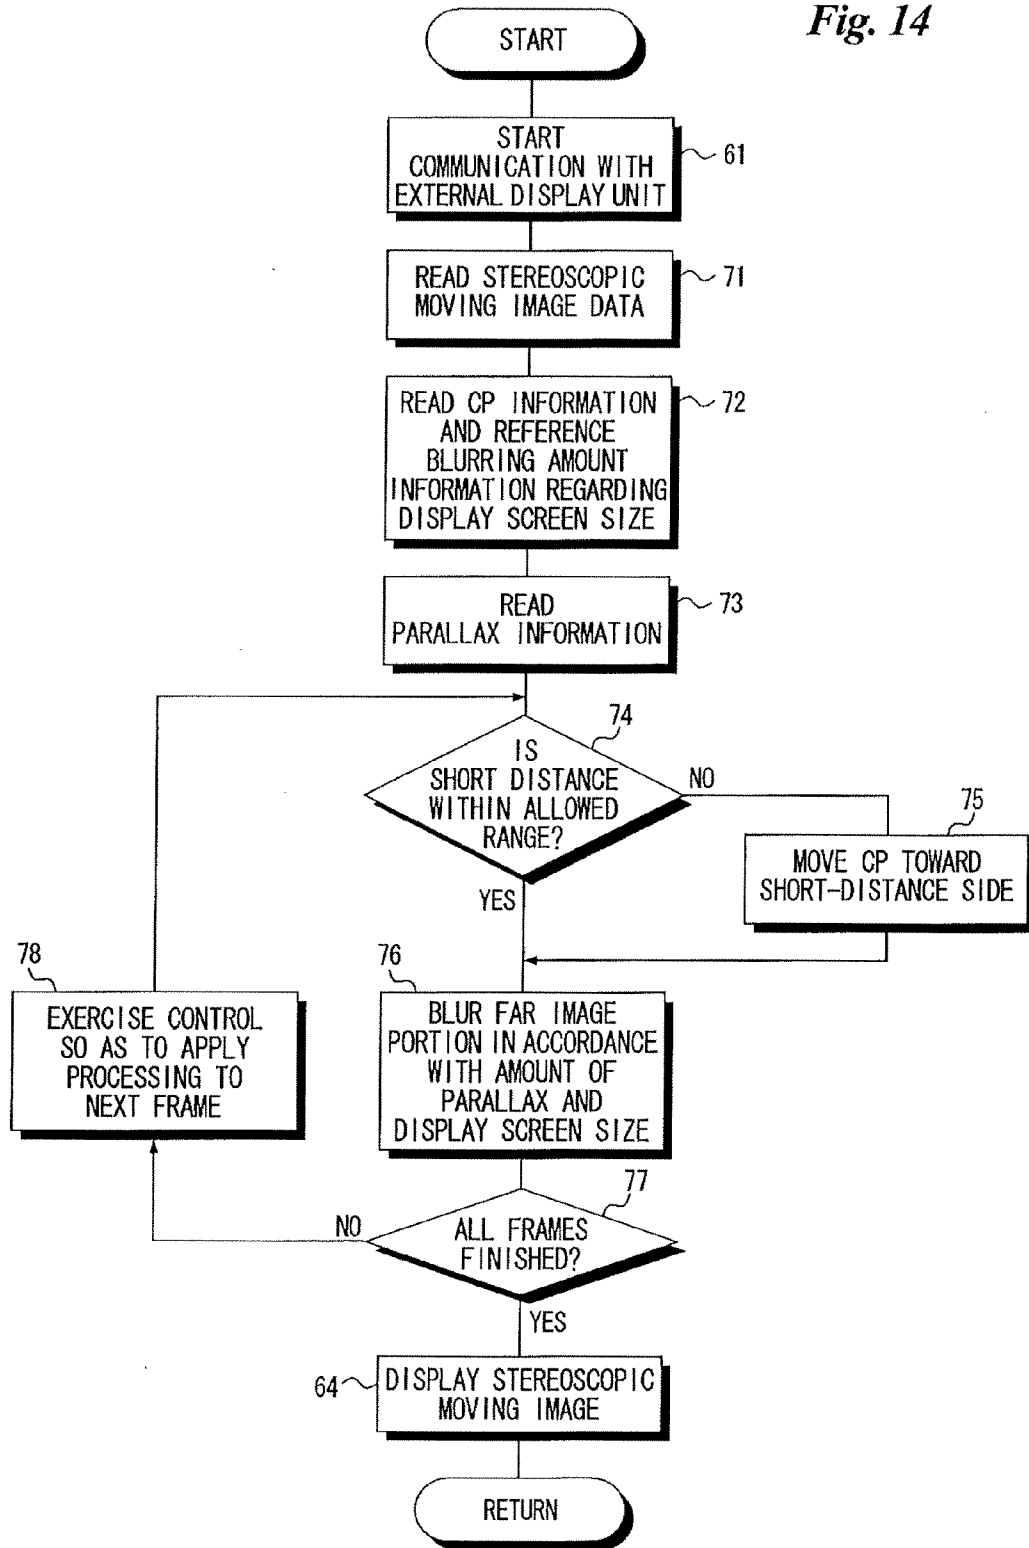 Fig. 14
START
START
COMMUNICATION WITH
EXTERNAL DISPLAY UNIT
61
READ STEREOSCOPIC
MOVING IMAGE DATA
71
READ CP INFORMATION
AND REFERENCE
BLURRING AMOUNT
INFORMATION REGARDING
DISPLAY SCREEN SIZE
72
READ
PARALLAX INFORMATION
73
74
IS
SHORT DISTANCE
WITHIN ALLOWED
RANGE?
NO
YES
75
MOVE CP TOWARD
SHORT-DISTANCE SIDE
78
EXERCISE CONTROL
SO AS TO APPLY
PROCESSING TO
NEXT FRAME
76
BLUR FAR IMAGE
PORTION IN ACCORDANCE
WITH AMOUNT OF
PARALLAX AND
DISPLAY SCREEN SIZE
77
ALL FRAMES
FINISHED?
NO
YES
64
DISPLAY STEREOSCOPIC
MOVING IMAGE
RETURN